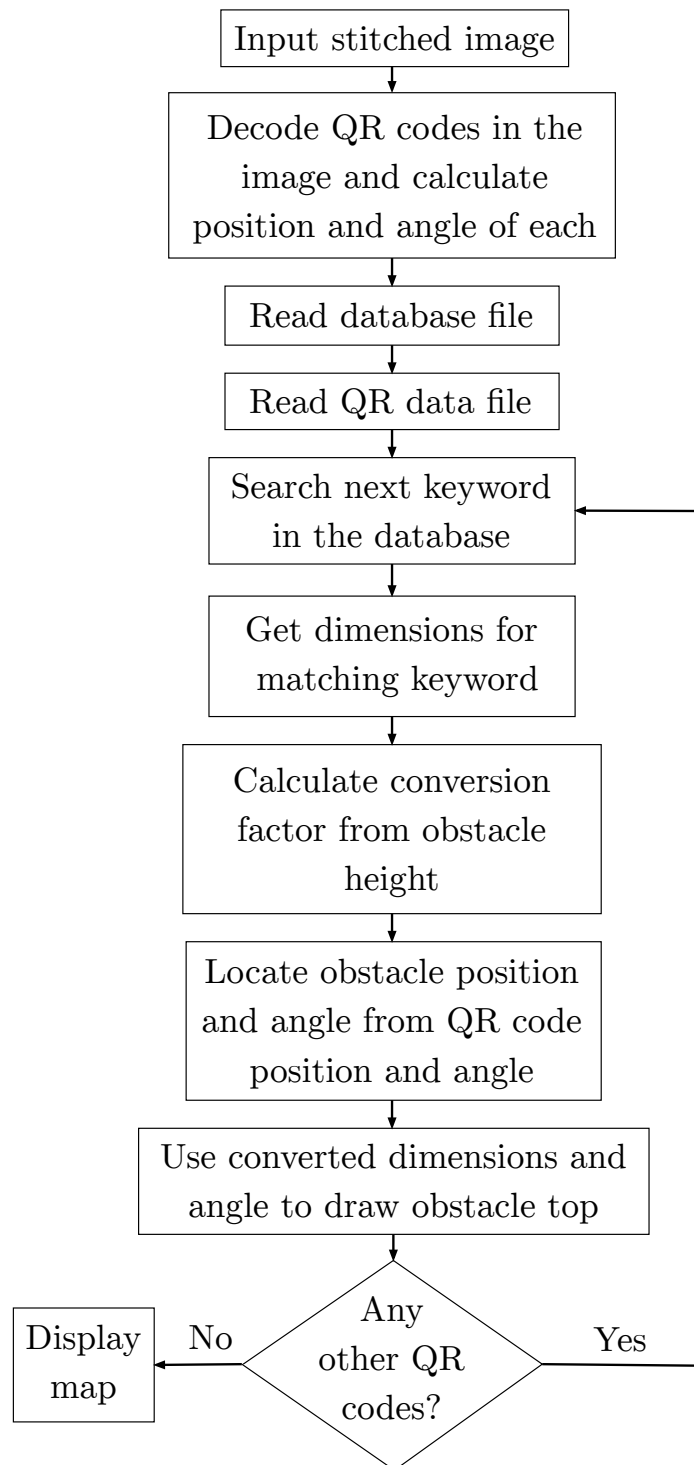 Input stitched image
Decode QR codes in the
image and calculate
position and angle of each
Read database file
Read QR data file
Search next keyword
in the database
Get dimensions for
matching keyword
Calculate conversion
factor from obstacle
height
Locate obstacle position
and angle from QR code
position and angle
Use converted dimensions and
angle to draw obstacle top
Any
other QR
codes?
No
Yes
Display
map